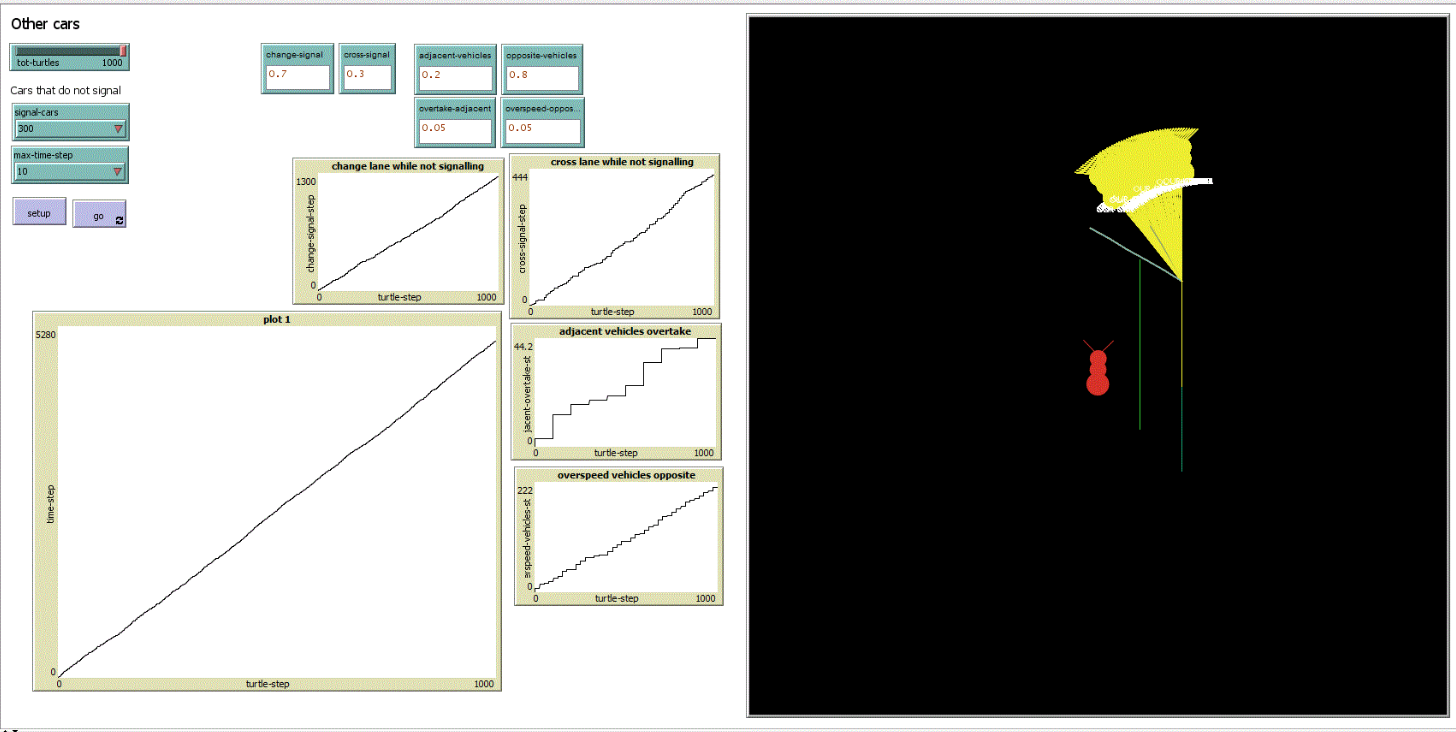 Other cars
tot-turtles 1000
Cars that do not signal
signal-cars
300
max-time-step
10
setup
go
change-signal
0.7
cross-signal
0.3
adjacent-vehicles
0.2
opposite-vehicles
0.8
overtake-adjacent
0.05
overspeed-oppos...
0.05
change lane while not signalling
1300
change-signal-step
0
0 turtle-step 1000
cross lane while not signalling
444
cross-signal-step
0
0 turtle-step 1000
plot 1
5280
time-step
0
0 turtle-step 1000
adjacent vehicles overtake
44.2
jacent-overtake-st
0
0 turtle-step 1000
overspeed vehicles opposite
222
erspeed-vehicles-st
0
0 turtle-step 1000